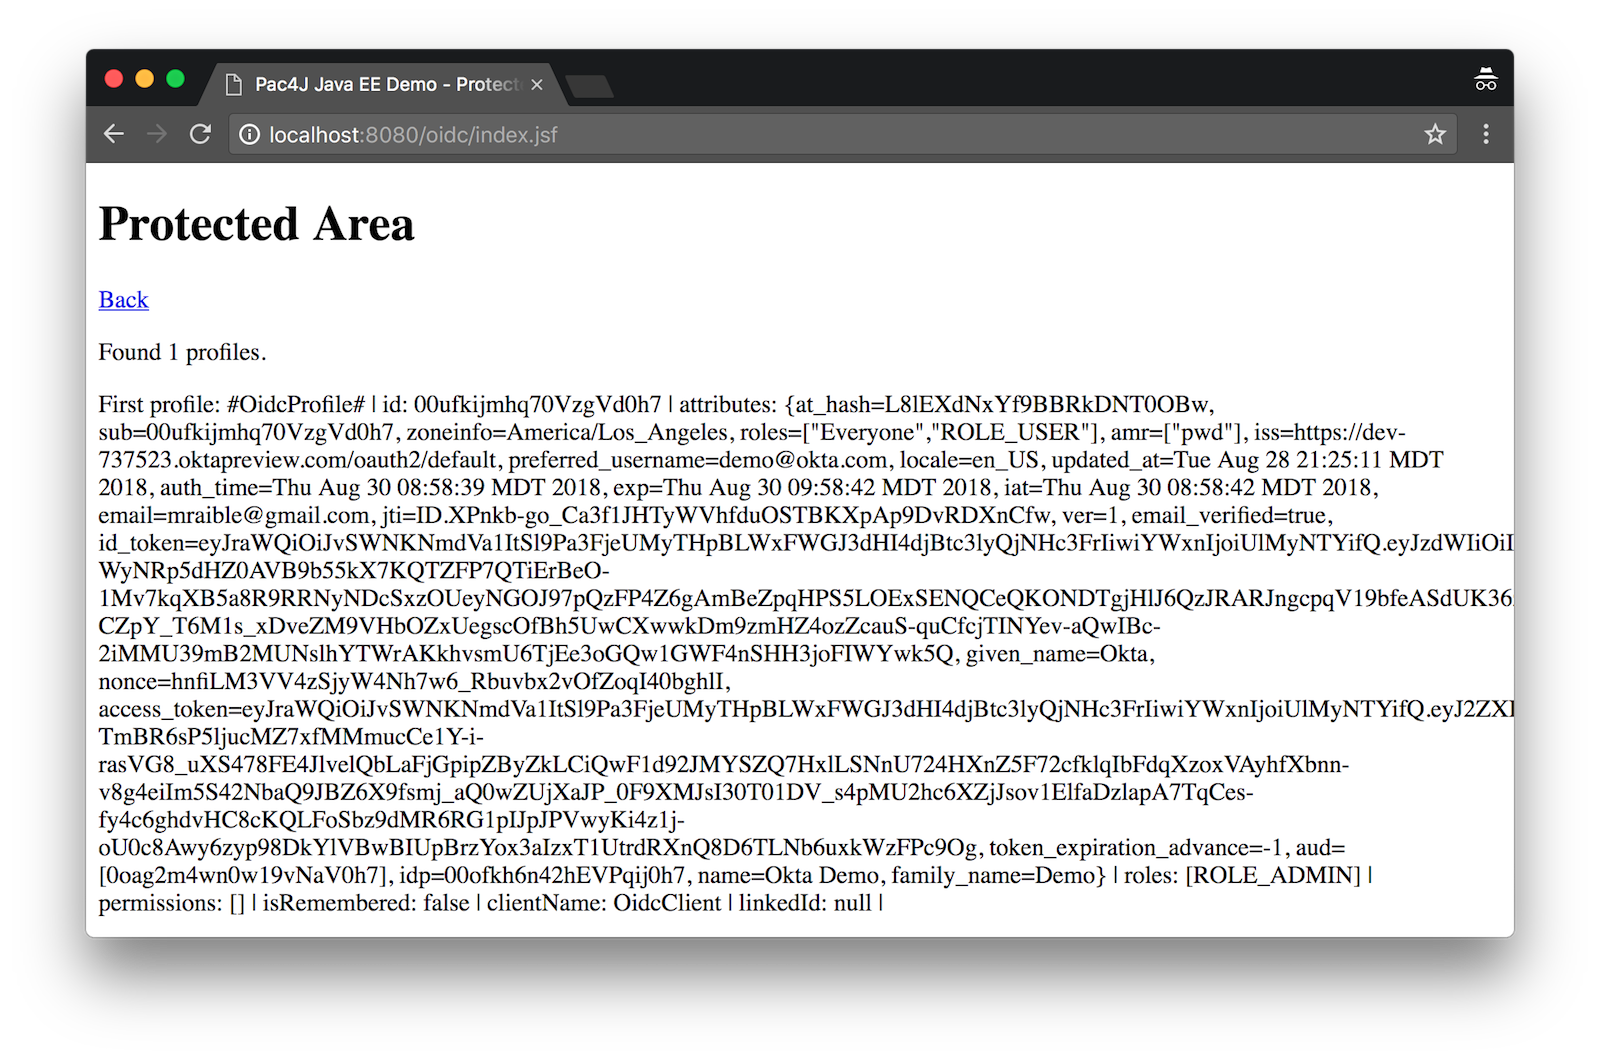 Pac4J Java EE Demo - Protect
localhost:8080/oidc/index.jsf
Protected Area
Back
Found 1 profiles.
First profile: #OidcProfile# | id: 00ufkijmhq70VzgVd0h7 | attributes: {at_hash=L8lEXdNxYf9BBRkDNT0OBw,
sub=00ufkijmhq70VzgVd0h7, zoneinfo=America/Los_Angeles, roles=["Everyone","ROLE_USER"], amr=["pwd"], iss=https://dev-
737523.oktapreview.com/oauth2/default, preferred_username=demo@okta.com, locale=en_US, updated_at=Tue Aug 28 21:25:11 MDT
2018, auth_time=Thu Aug 30 08:58:39 MDT 2018, exp=Thu Aug 30 09:58:42 MDT 2018, iat=Thu Aug 30 08:58:42 MDT 2018,
email=mraible@gmail.com, jti=ID.XPnkb-go_Ca3f1JHTyWVhfduOSTBKXpAp9DvRDXnCfw, ver=1, email_verified=true,
id_token=eyJraWQiOiJvSWNKNmdVa1ItSl9Pa3FjeUMyTHpBLWxFWGJ3dHI4djBtc3lyQjNHc3FrIiwiYWxnIjoiUlMyNTYifQ.eyJzdWIiOiI
WyNRp5dHZ0AVB9b55kX7KQTZFP7QTiErBeO-
1Mv7kqXB5a8R9RRNyNDcSxzOUeyNGOJ97pQzFP4Z6gAmBeZpqHPS5LOExSENQCeQKONDTgjHlJ6QzJRARJngcpqV19bfeASdUK36
CZpY_T6M1s_xDveZM9VHbOZxUegscOfBh5UwCXwwkDm9zmHZ4ozZcauS-quCfcjTINYev-aQwIBc-
2iMMU39mB2MUNslhYTWrAKkhvsmU6TjEe3oGQw1GWF4nSHH3joFIWYwk5Q, given_name=Okta,
nonce=hnfiLM3VV4zSjyW4Nh7w6_Rbuvbx2vOfZoqI40bghlI,
access_token=eyJraWQiOiJvSWNKNmdVa1ItSl9Pa3FjeUMyTHpBLWxFWGJ3dHI4djBtc3lyQjNHc3FrIiwiYWxnIjoiUlMyNTYifQ.eyJ2ZXI
TmBR6sP5ljucMZ7xfMMmucCe1Y-i-
rasVG8_uXS478FE4JlvelQbLaFjGpipZByZkLCiQwF1d92JMYSZQ7HxlLSNnU724HXnZ5F72cfklqIbFdqXzoxVAyhfXbnn-
v8g4eiIm5S42NbaQ9JBZ6X9fsmj_aQ0wZUjXaJP_0F9XMJsI30T01DV_s4pMU2hc6XZjJsov1ElfaDzlapA7TqCes-
fy4c6ghdvHC8cKQLFoSbz9dMR6RG1pIJpJPVwyKi4z1j-
oU0c8Awy6zyp98DkYlVBwBIUpBrzYox3aIzxT1UtrdRXnQ8D6TLNb6uxkWzFPc9Og, token_expiration_advance=-1, aud=
[0oag2m4wn0w19vNaV0h7], idp=00ofkh6n42hEVPqij0h7, name=Okta Demo, family_name=Demo} | roles: [ROLE_ADMIN] |
permissions: [] | isRemembered: false | clientName: OidcClient | linkedId: null |